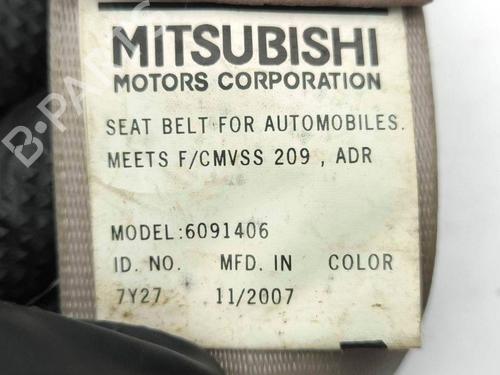 MITSUBISHI
MOTORS CORPORATION
SEAT BELT FOR AUTOMOBILES.
MEETS F/CMVSS 209 , ADR
MODEL:6091406
ID. NO. MFD. IN COLOR
7Y27 11/2007
B-PARTS